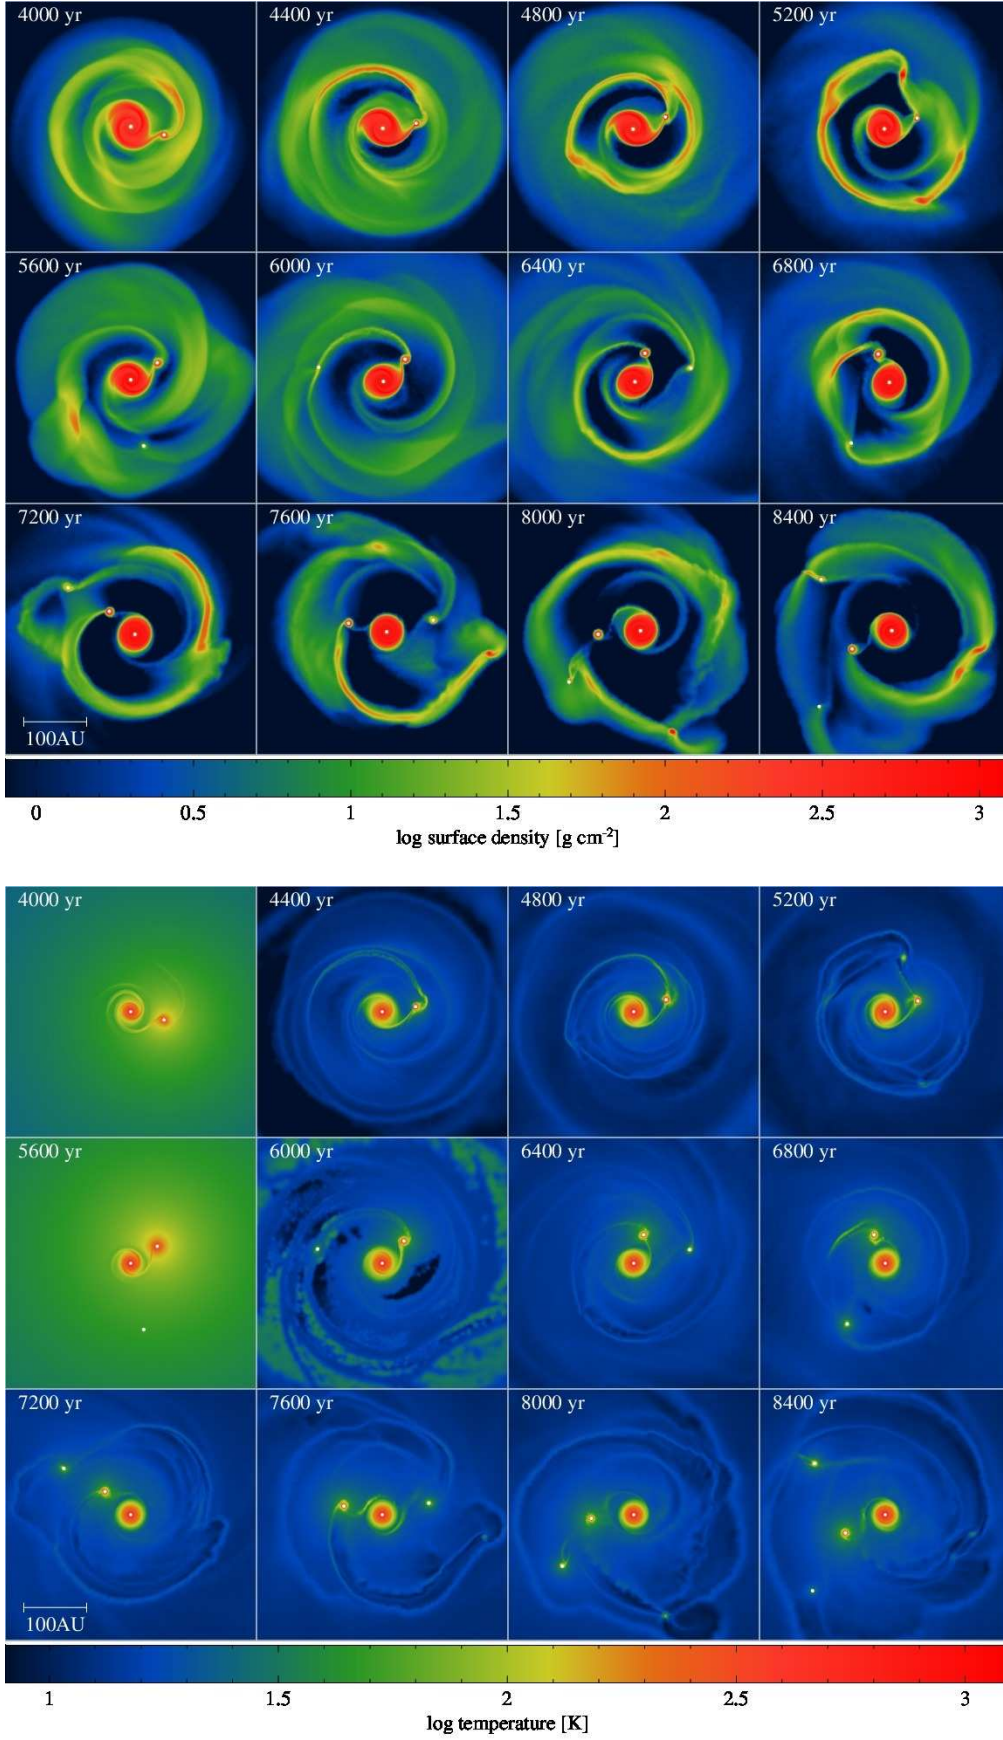 4000 yr 4400 yr 4800 yr 5200 yr
5600 yr 6000 yr 6400 yr 6800 yr
7200 yr 7600 yr 8000 yr 8400 yr
100AU
0 0.5 1 1.5 2 2.5 3
log surface density [g cm⁻²]
4000 yr 4400 yr 4800 yr 5200 yr
5600 yr 6000 yr 6400 yr 6800 yr
7200 yr 7600 yr 8000 yr 8400 yr
100AU
1 1.5 2 2.5 3
log temperature [K]